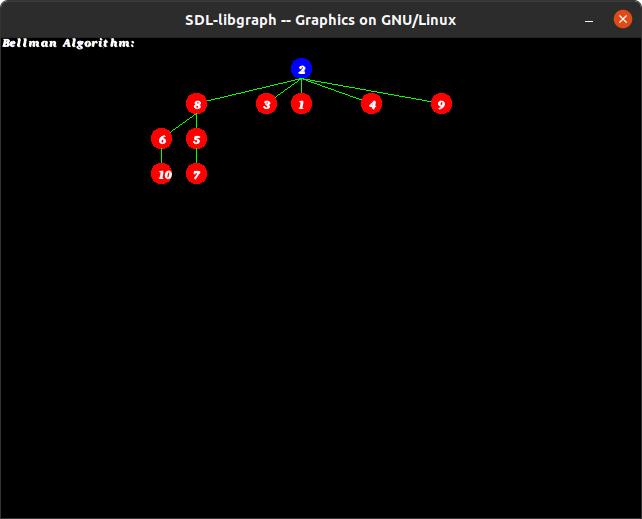 SDL-libgraph -- Graphics on GNU/Linux
Bellman Algorithm:
2
8 3 1 4 9
6 5
10 7